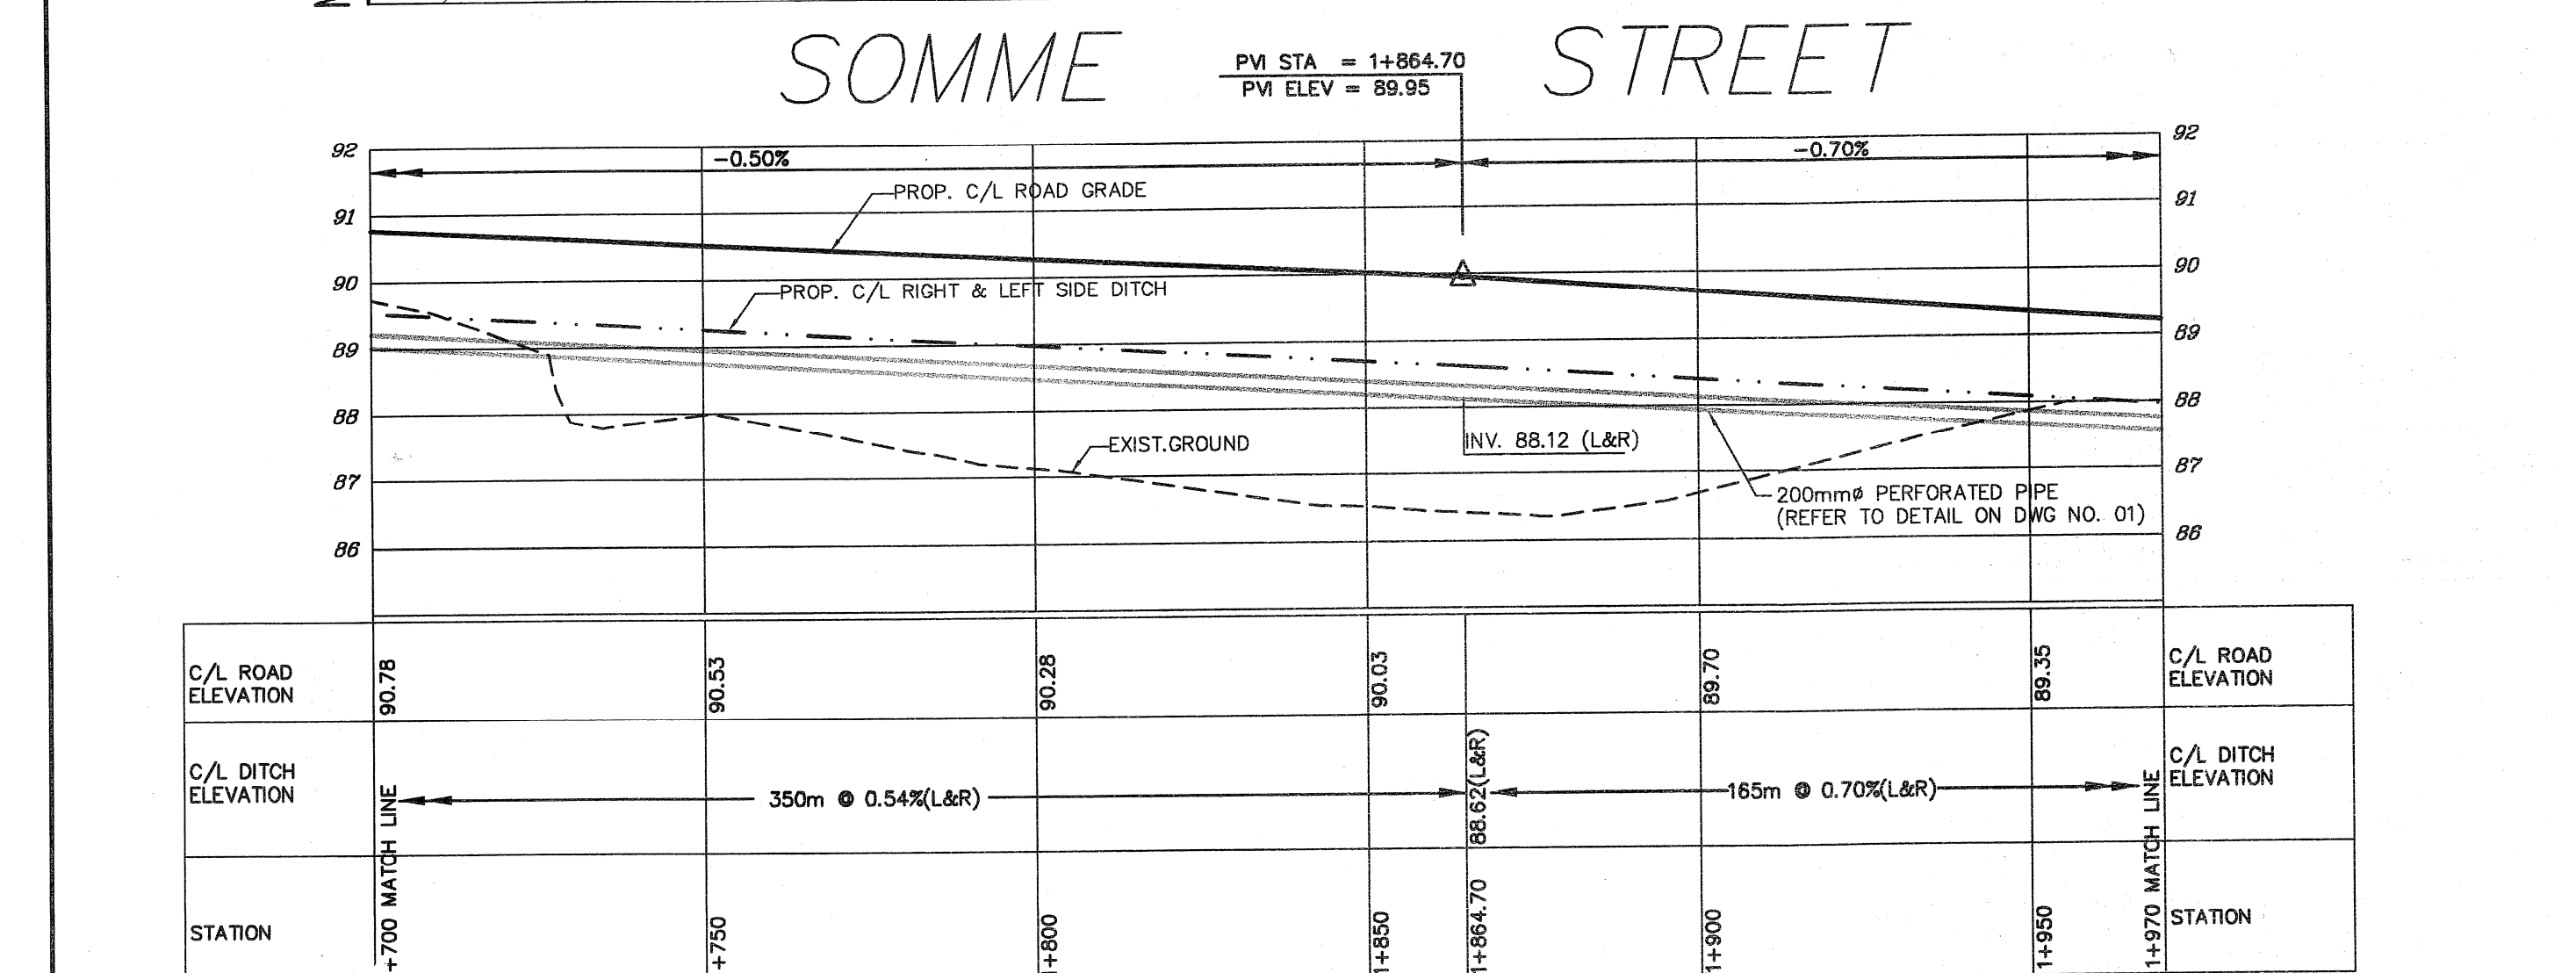 SOMME STREET
PVI STA = 1+864.70
PVI ELEV = 89.95
92
91
90
89
88
87
86
92
91
90
89
88
87
86
-0.50%
-0.70%
PROP. C/L ROAD GRADE
PROP. C/L RIGHT & LEFT SIDE DITCH
EXIST.GROUND
INV. 88.12 (L&R)
200mmø PERFORATED PIPE
(REFER TO DETAIL ON DWG NO. 01)
C/L ROAD
ELEVATION
90.78
90.53
90.28
90.03
89.70
89.35
C/L ROAD
ELEVATION
C/L DITCH
ELEVATION
350m @ 0.54%(L&R)
88.62(L&R)
165m @ 0.70%(L&R)
C/L DITCH
ELEVATION
STATION
+700 MATCH LINE
+750
1+800
1+850
1+864.70
1+900
1+950
1+970 MATCH LINE
STATION